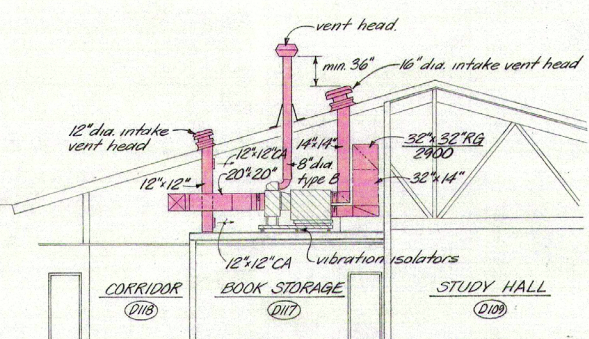 vent head.
min. 36"
16" dia. intake vent head
12" dia. intake
vent head
12"x12"CA
20"x20"
14"x14"
32"x32"RG
2900
8" dia.
type B
12"x12"
32"x14"
12"x12"CA
vibration isolators
CORRIDOR
D118
BOOK STORAGE
D117
STUDY HALL
D109